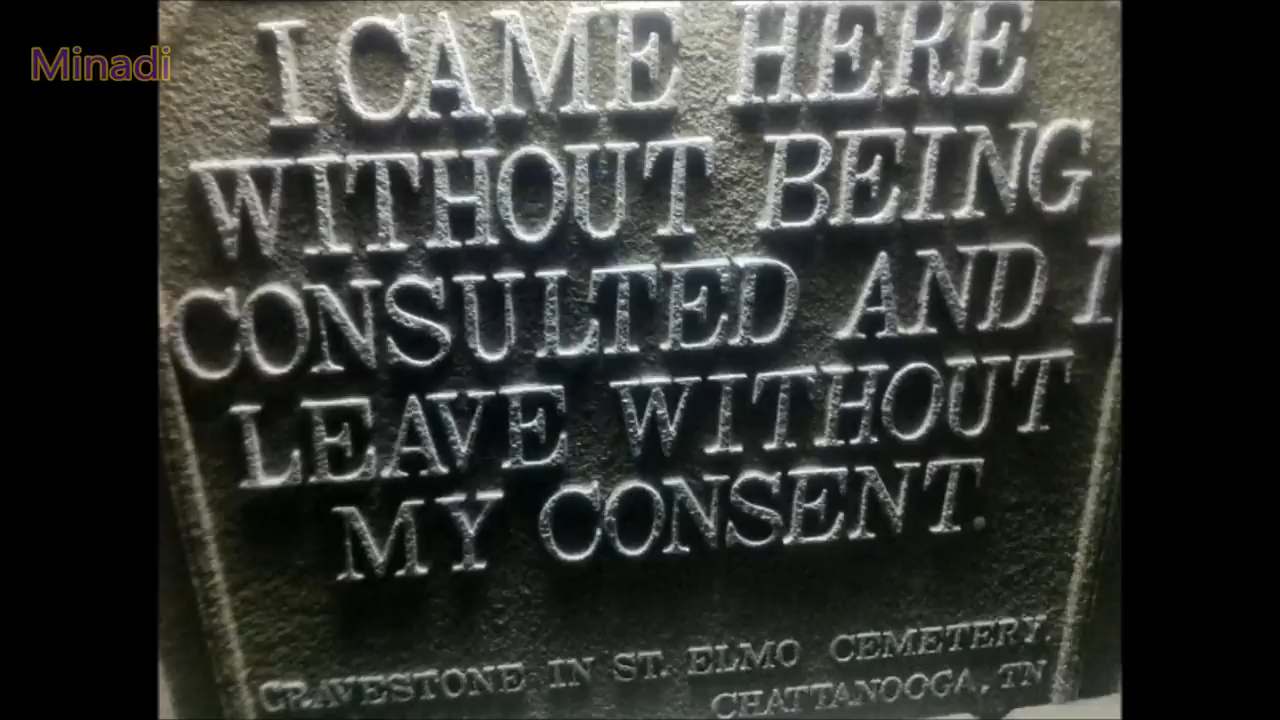 Minadi
I CAME HERE
WITHOUT BEING
CONSULTED AND I
LEAVE WITHOUT
MY CONSENT.
GRAVESTONE IN ST. ELMO CEMETERY.
CHATTANOOGA, TN